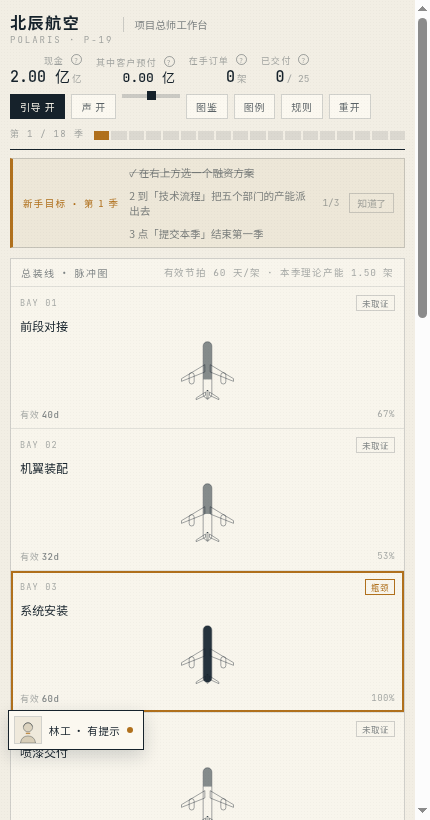 北辰航空
POLARIS · P-19
项目总师工作台
现金 ?
2.00 亿亿
其中客户预付 ?
0.00 亿
在手订单 ?
0架
已交付 ?
0/ 25
引导 开
声 开
图鉴
图例
规则
重开
第 1 / 18 季
新手目标 · 第 1 季
✓ 在右上方选一个融资方案
2 到「技术流程」把五个部门的产能派
出去
3 点「提交本季」结束第一季
1/3
知道了
总装线 · 脉冲图
有效节拍 60 天/架 · 本季理论产能 1.50 架
BAY 01
未取证
前段对接
有效 40d
67%
BAY 02
未取证
机翼装配
有效 32d
53%
BAY 03
瓶颈
系统安装
有效 60d
100%
未取证
林工 · 有提示
喷漆交付